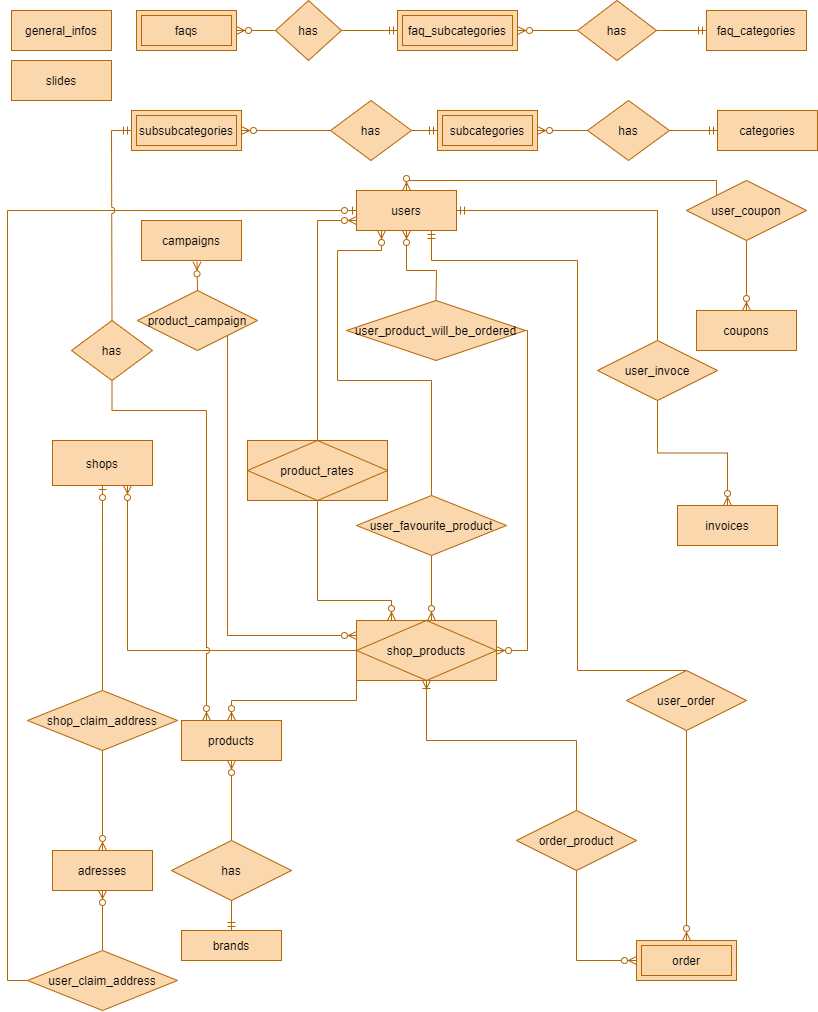 general_infos
faqs
has
faq_subcategories
has
faq_categories
slides
subsubcategories
has
subcategories
has
categories
users
user_coupon
campaigns
product_campaign
user_product_will_be_ordered
coupons
has
user_invoce
shops
product_rates
user_favourite_product
invoices
shop_products
shop_claim_address
products
user_order
order_product
adresses
has
brands
order
user_claim_address